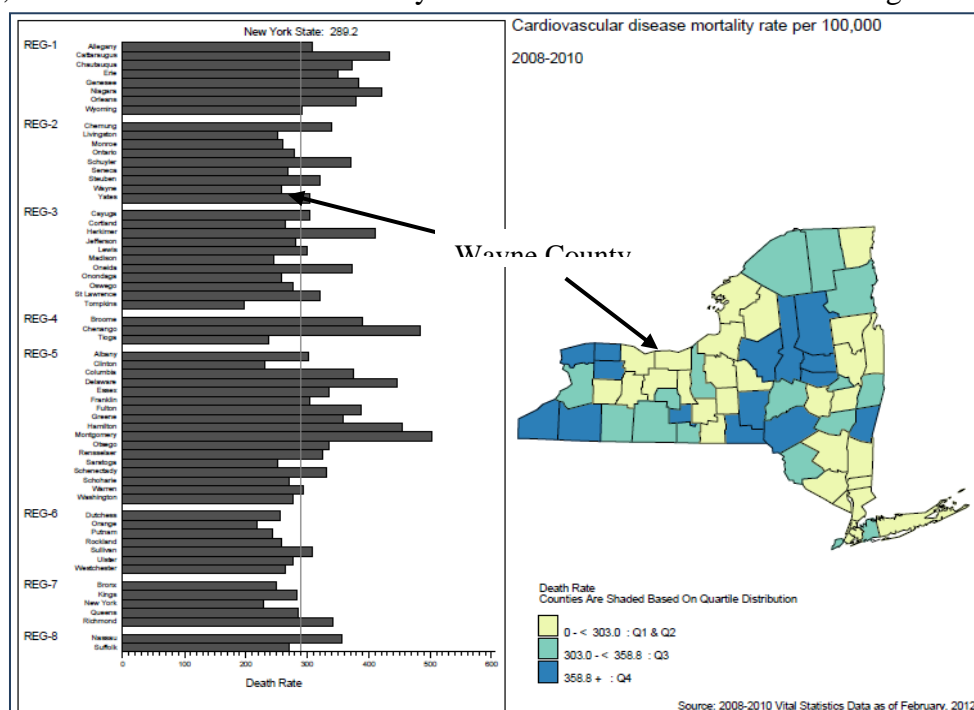 New York State: 289.2
REG-1
Allegany
Cattaraugus
Chautauqua
Erie
Genesee
Niagara
Orleans
Wyoming
REG-2
Chemung
Livingston
Monroe
Ontario
Schuyler
Seneca
Steuben
Wayne
Yates
REG-3
Cayuga
Cortland
Herkimer
Jefferson
Lewis
Madison
Oneida
Onondaga
Oswego
St Lawrence
Tompkins
REG-4
Broome
Chenango
Tioga
REG-5
Albany
Clinton
Columbia
Delaware
Essex
Franklin
Fulton
Greene
Hamilton
Montgomery
Otsego
Rensselaer
Saratoga
Schenectady
Schoharie
Warren
Washington
REG-6
Dutchess
Orange
Putnam
Rockland
Sullivan
Ulster
Westchester
REG-7
Bronx
Kings
New York
Queens
Richmond
REG-8
Nassau
Suffolk
0 100 200 300 400 500 600
Death Rate
Cardiovascular disease mortality rate per 100,000
2008-2010
Wayne County
Death Rate
Counties Are Shaded Based On Quartile Distribution
0 - < 303.0 : Q1 & Q2
303.0 - < 358.8 : Q3
358.8 + : Q4
Source: 2008-2010 Vital Statistics Data as of February, 2012